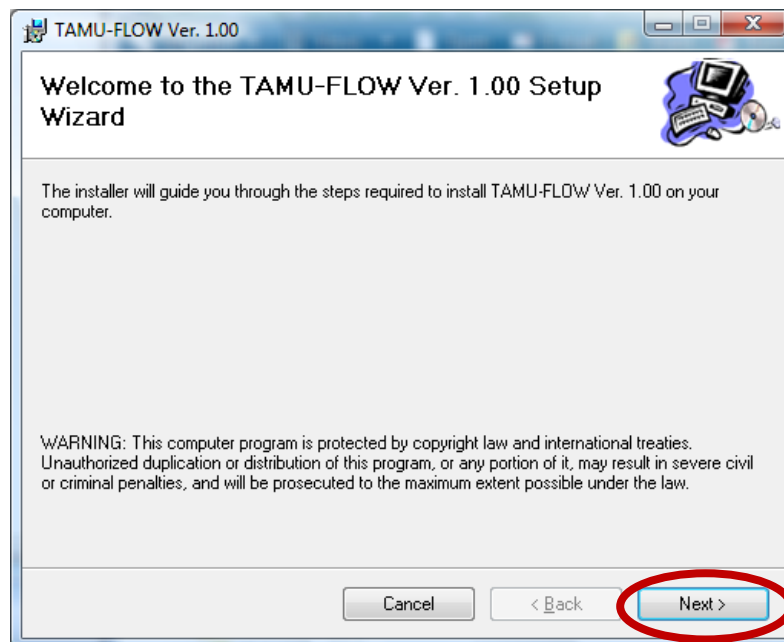 TAMU-FLOW Ver. 1.00
Welcome to the TAMU-FLOW Ver. 1.00 Setup
Wizard
The installer will guide you through the steps required to install TAMU-FLOW Ver. 1.00 on your
computer.
WARNING: This computer program is protected by copyright law and international treaties.
Unauthorized duplication or distribution of this program, or any portion of it, may result in severe civil
or criminal penalties, and will be prosecuted to the maximum extent possible under the law.
Cancel < Back Next >